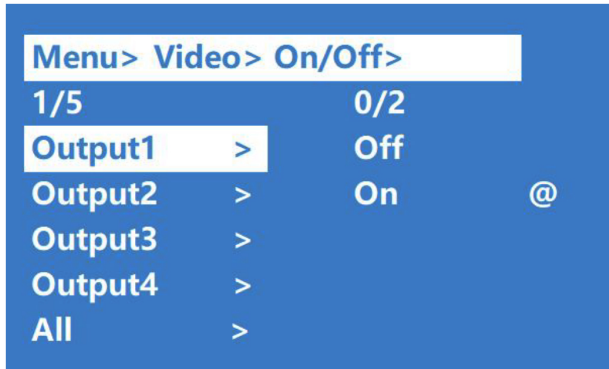 Menu> Video> On/Off>
1/5 0/2
Output1 > Off
Output2 > On @
Output3 >
Output4 >
All >